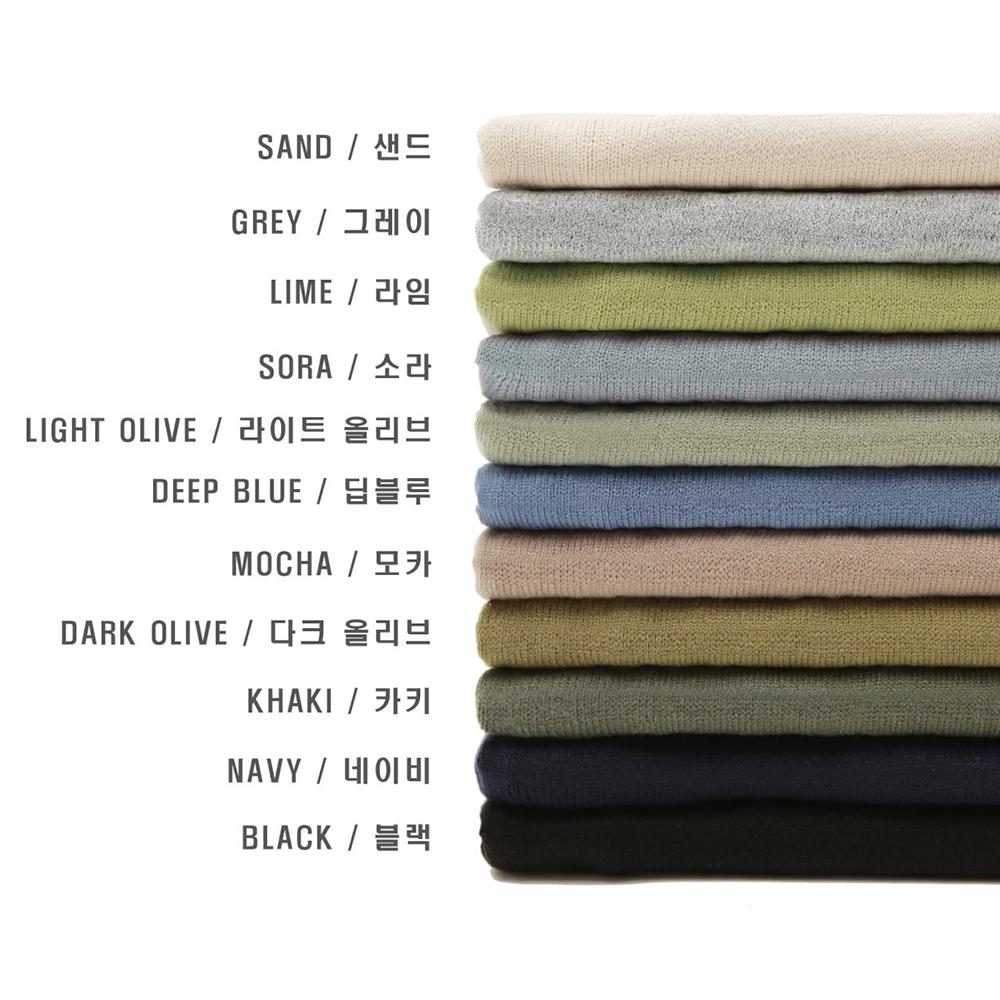 SAND / 샌드
GREY / 그레이
LIME / 라임
SORA / 소라
LIGHT OLIVE / 라이트 올리브
DEEP BLUE / 딥블루
MOCHA / 모카
DARK OLIVE / 다크 올리브
KHAKI / 카키
NAVY / 네이비
BLACK / 블랙